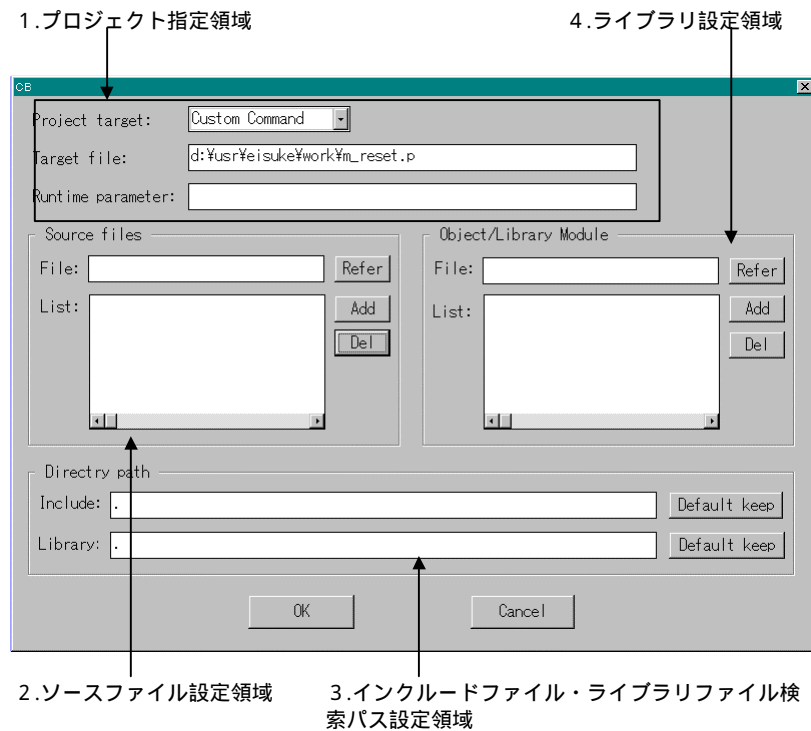 1.プロジェクト指定領域
4.ライブラリ設定領域
CB
Project target:
Custom Command
Target file:
d:¥usr¥eisuke¥work¥m_reset.p
Runtime parameter:
Source files
File:
Refer
List:
Add
Del
Object/Library Module
File:
Refer
List:
Add
Del
Directry path
Include:
.
Default keep
Library:
.
Default keep
OK
Cancel
2.ソースファイル設定領域
3.インクルードファイル・ライブラリファイル検
索パス設定領域